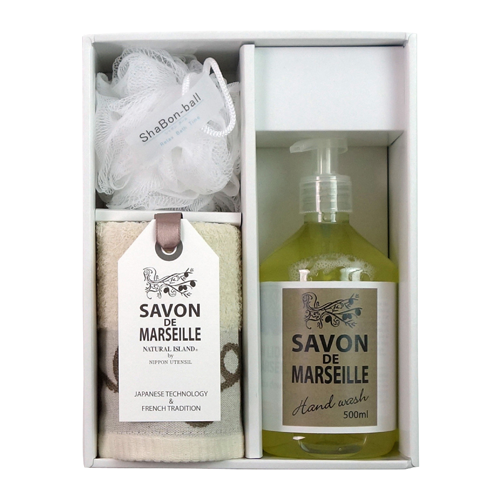 ShaBon-ball
SAVON
DE
MARSEILLE
NATURAL ISLAND®
by
NIPPON UTENSIL
JAPANESE TECHNOLOGY
&
FRENCH TRADITION
SAVON
DE
MARSEILLE
Hand wash
500ml